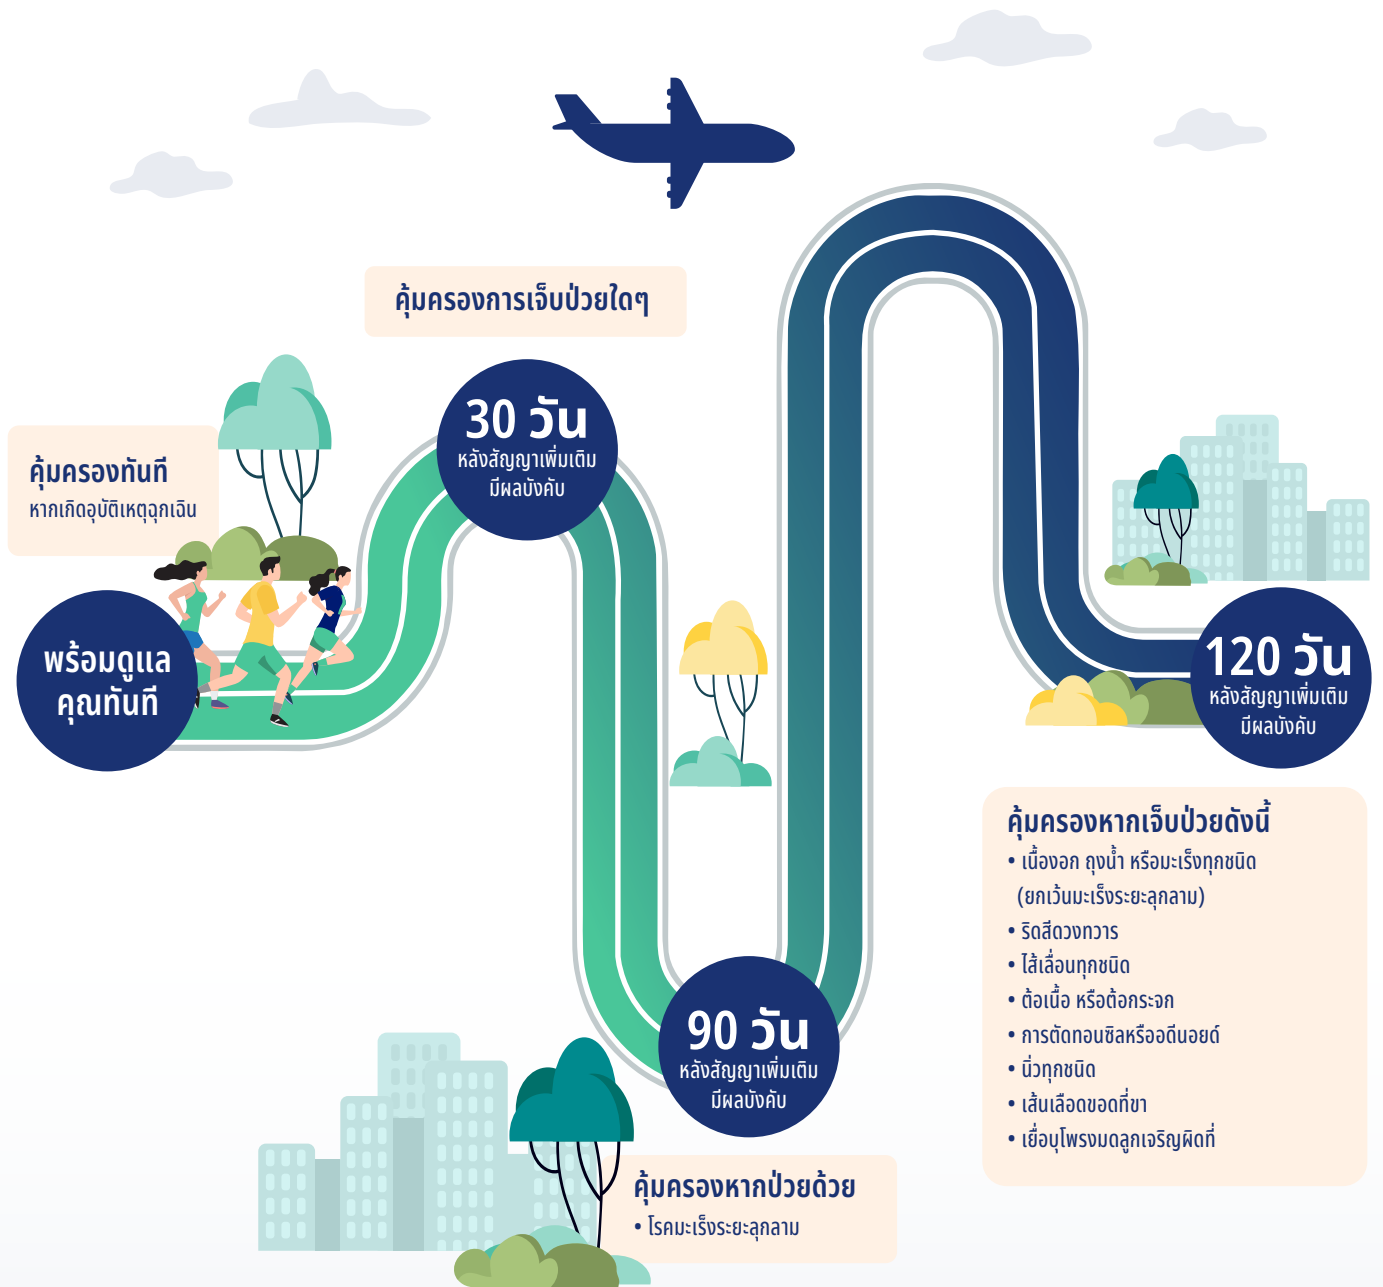 คุ้มครองการเจ็บป่วยใดๆ
30 วัน
หลังสัญญาเพิ่มเติม
มีผลบังคับ
คุ้มครองทันที
หากเกิดอุบัติเหตุฉุกเฉิน
พร้อมดูแล
คุณทันที
120 วัน
หลังสัญญาเพิ่มเติม
มีผลบังคับ
คุ้มครองหากเจ็บป่วยดังนี้
• เนื้องอก ถุงน้ำ หรือมะเร็งทุกชนิด
(ยกเว้นมะเร็งระยะลุกลาม)
• ริดสีดวงทวาร
• ไส้เลื่อนทุกชนิด
• ต้อเนื้อ หรือต้อกระจก
• การตัดทอนซิลหรืออดีนอยด์
• นิ่วทุกชนิด
• เส้นเลือดขอดที่ขา
• เยื่อบุโพรงมดลูกเจริญผิดที่
90 วัน
หลังสัญญาเพิ่มเติม
มีผลบังคับ
คุ้มครองหากป่วยด้วย
• โรคมะเร็งระยะลุกลาม